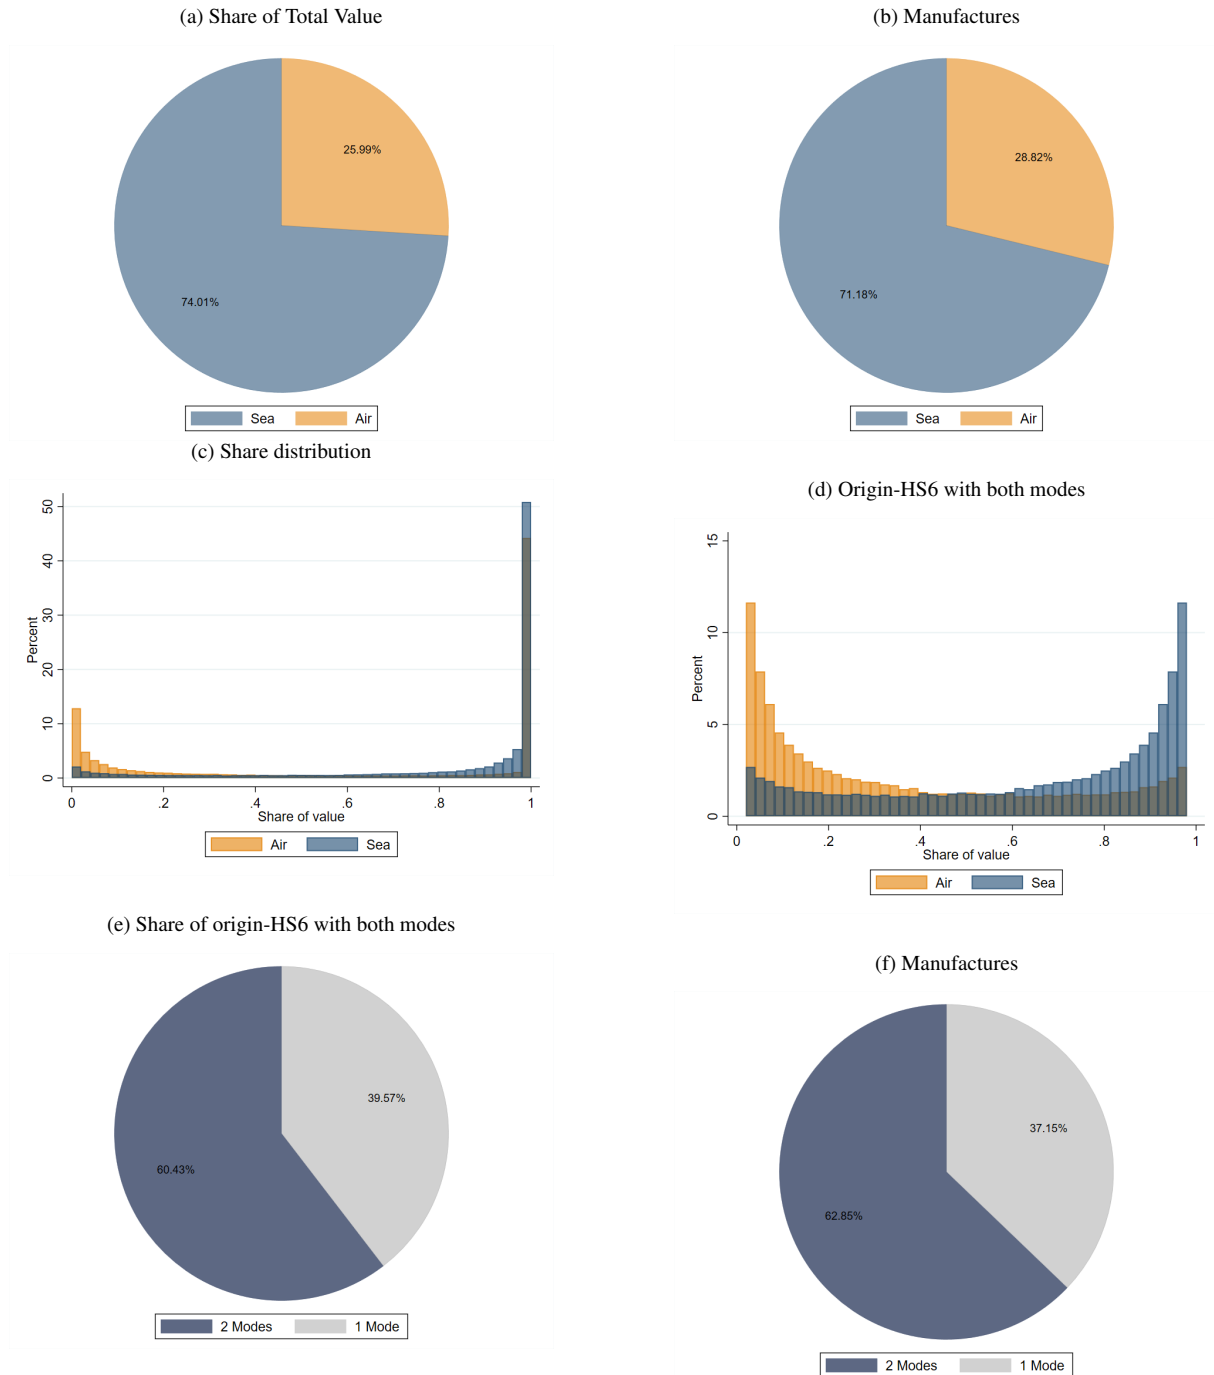 (a) Share of Total Value
25.99%
74.01%
Sea Air
(b) Manufactures
28.82%
71.18%
Sea Air
(c) Share distribution
Percent
50
40
30
20
10
0
0 .2 .4 .6 .8 1
Share of value
Air Sea
(d) Origin-HS6 with both modes
Percent
15
10
5
0
0 .2 .4 .6 .8 1
Share of value
Air Sea
(e) Share of origin-HS6 with both modes
39.57%
60.43%
2 Modes 1 Mode
(f) Manufactures
37.15%
62.85%
2 Modes 1 Mode